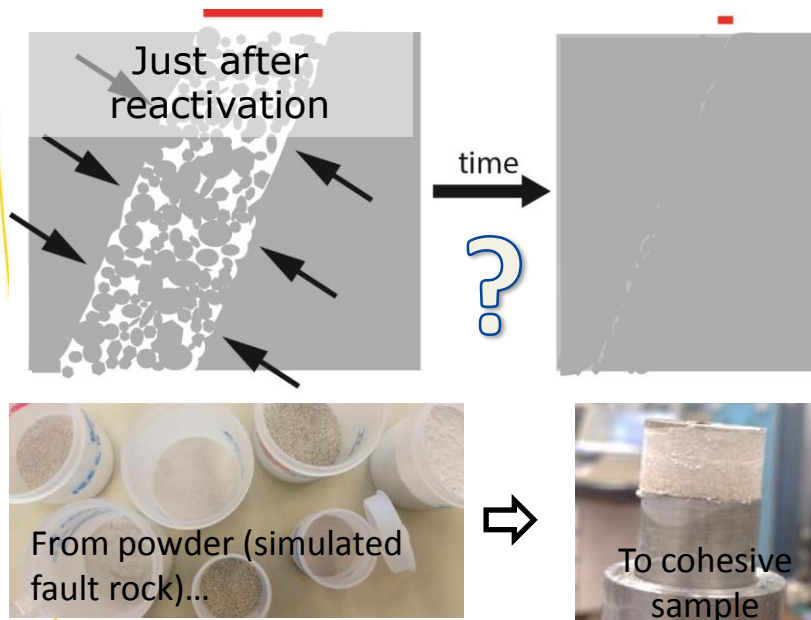 Just after
reactivation
time
?
From powder (simulated
fault rock)...
To cohesive
sample